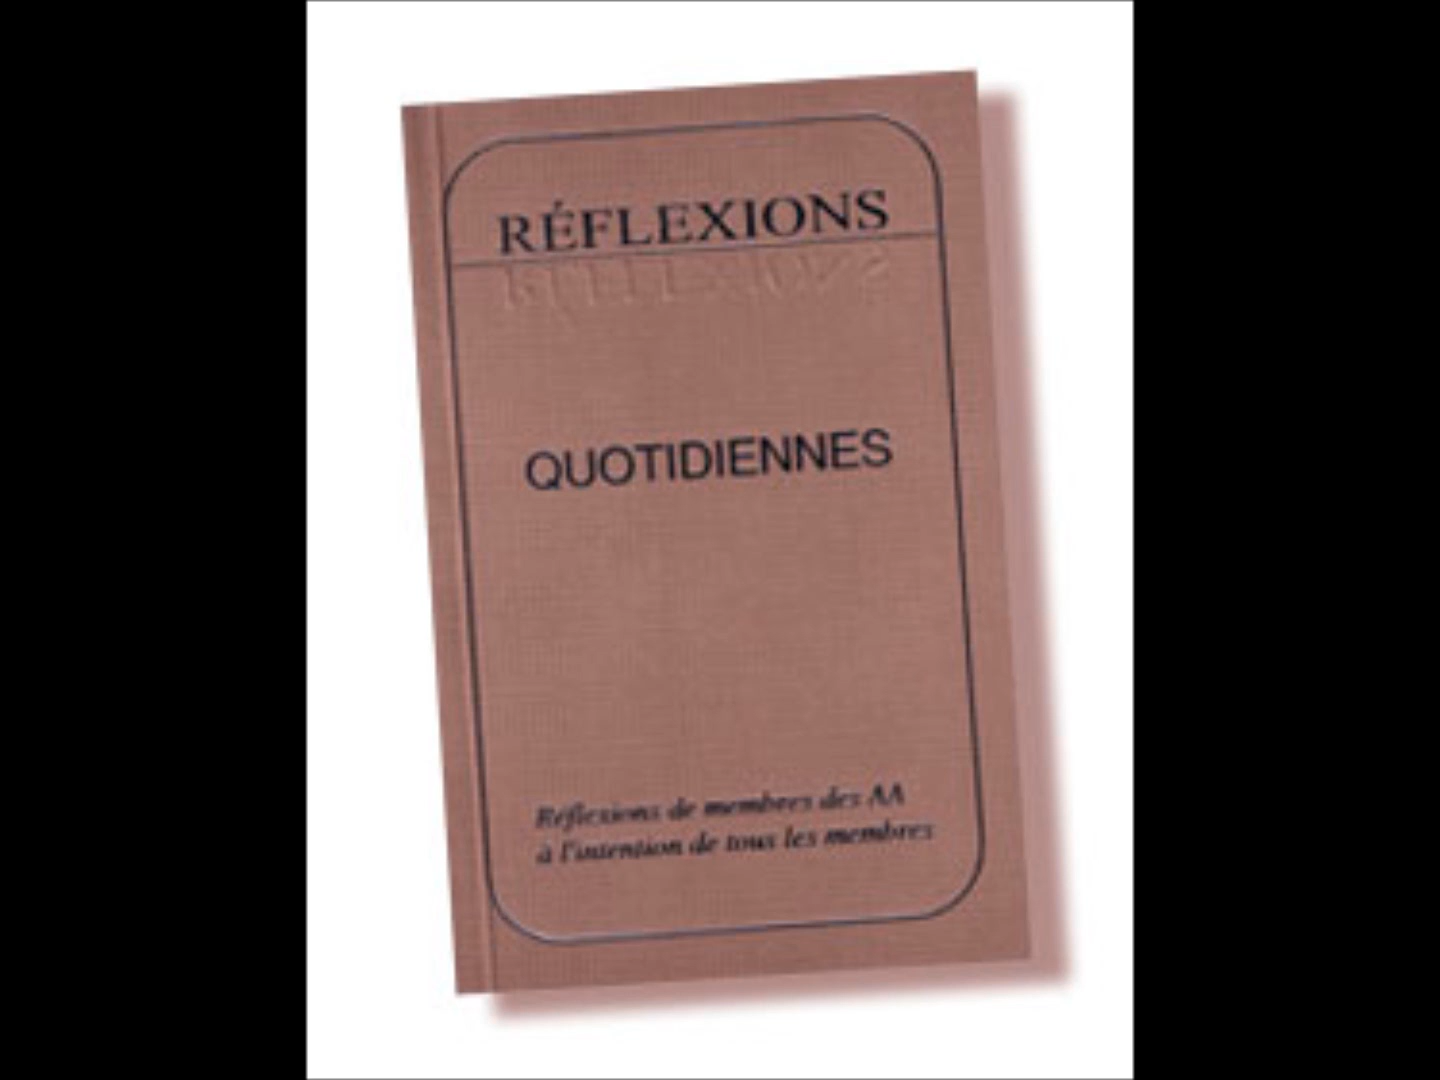 RÉFLEXIONS
QUOTIDIENNES
Réflexions de membres des AA
à l'intention de tous les membres